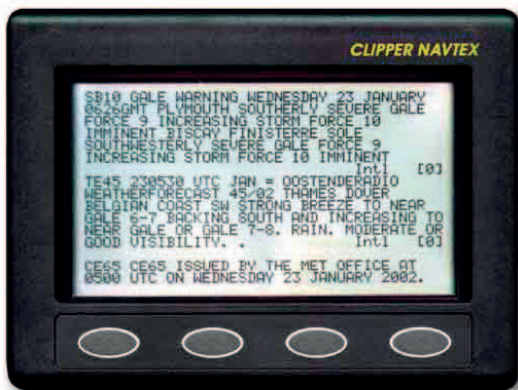 CLIPPER NAVTEX
SB10 GALE WARNING WEDNESDAY 23 JANUARY
0626GMT PLYMOUTH SOUTHERLY SEVERE GALE
FORCE 9 INCREASING STORM FORCE 10
IMMINENT BISCAY FINISTERRE SOLE
SOUTHWESTERLY SEVERE GALE FORCE 9
INCREASING STORM FORCE 10 IMMINENT
Intl [0]
TE45 230530 UTC JAN = OOSTENDERADIO
WEATHERFORECAST 45/02 THAMES DOVER
BELGIAN COAST SW STRONG BREEZE TO NEAR
GALE 6-7 BACKING SOUTH AND INCREASING TO
NEAR GALE OR GALE 7-8. RAIN. MODERATE OR
GOOD VISIBILITY. . Intl [0]
CE65 CE65 ISSUED BY THE MET OFFICE AT
0500 UTC ON WEDNESDAY 23 JANUARY 2002.